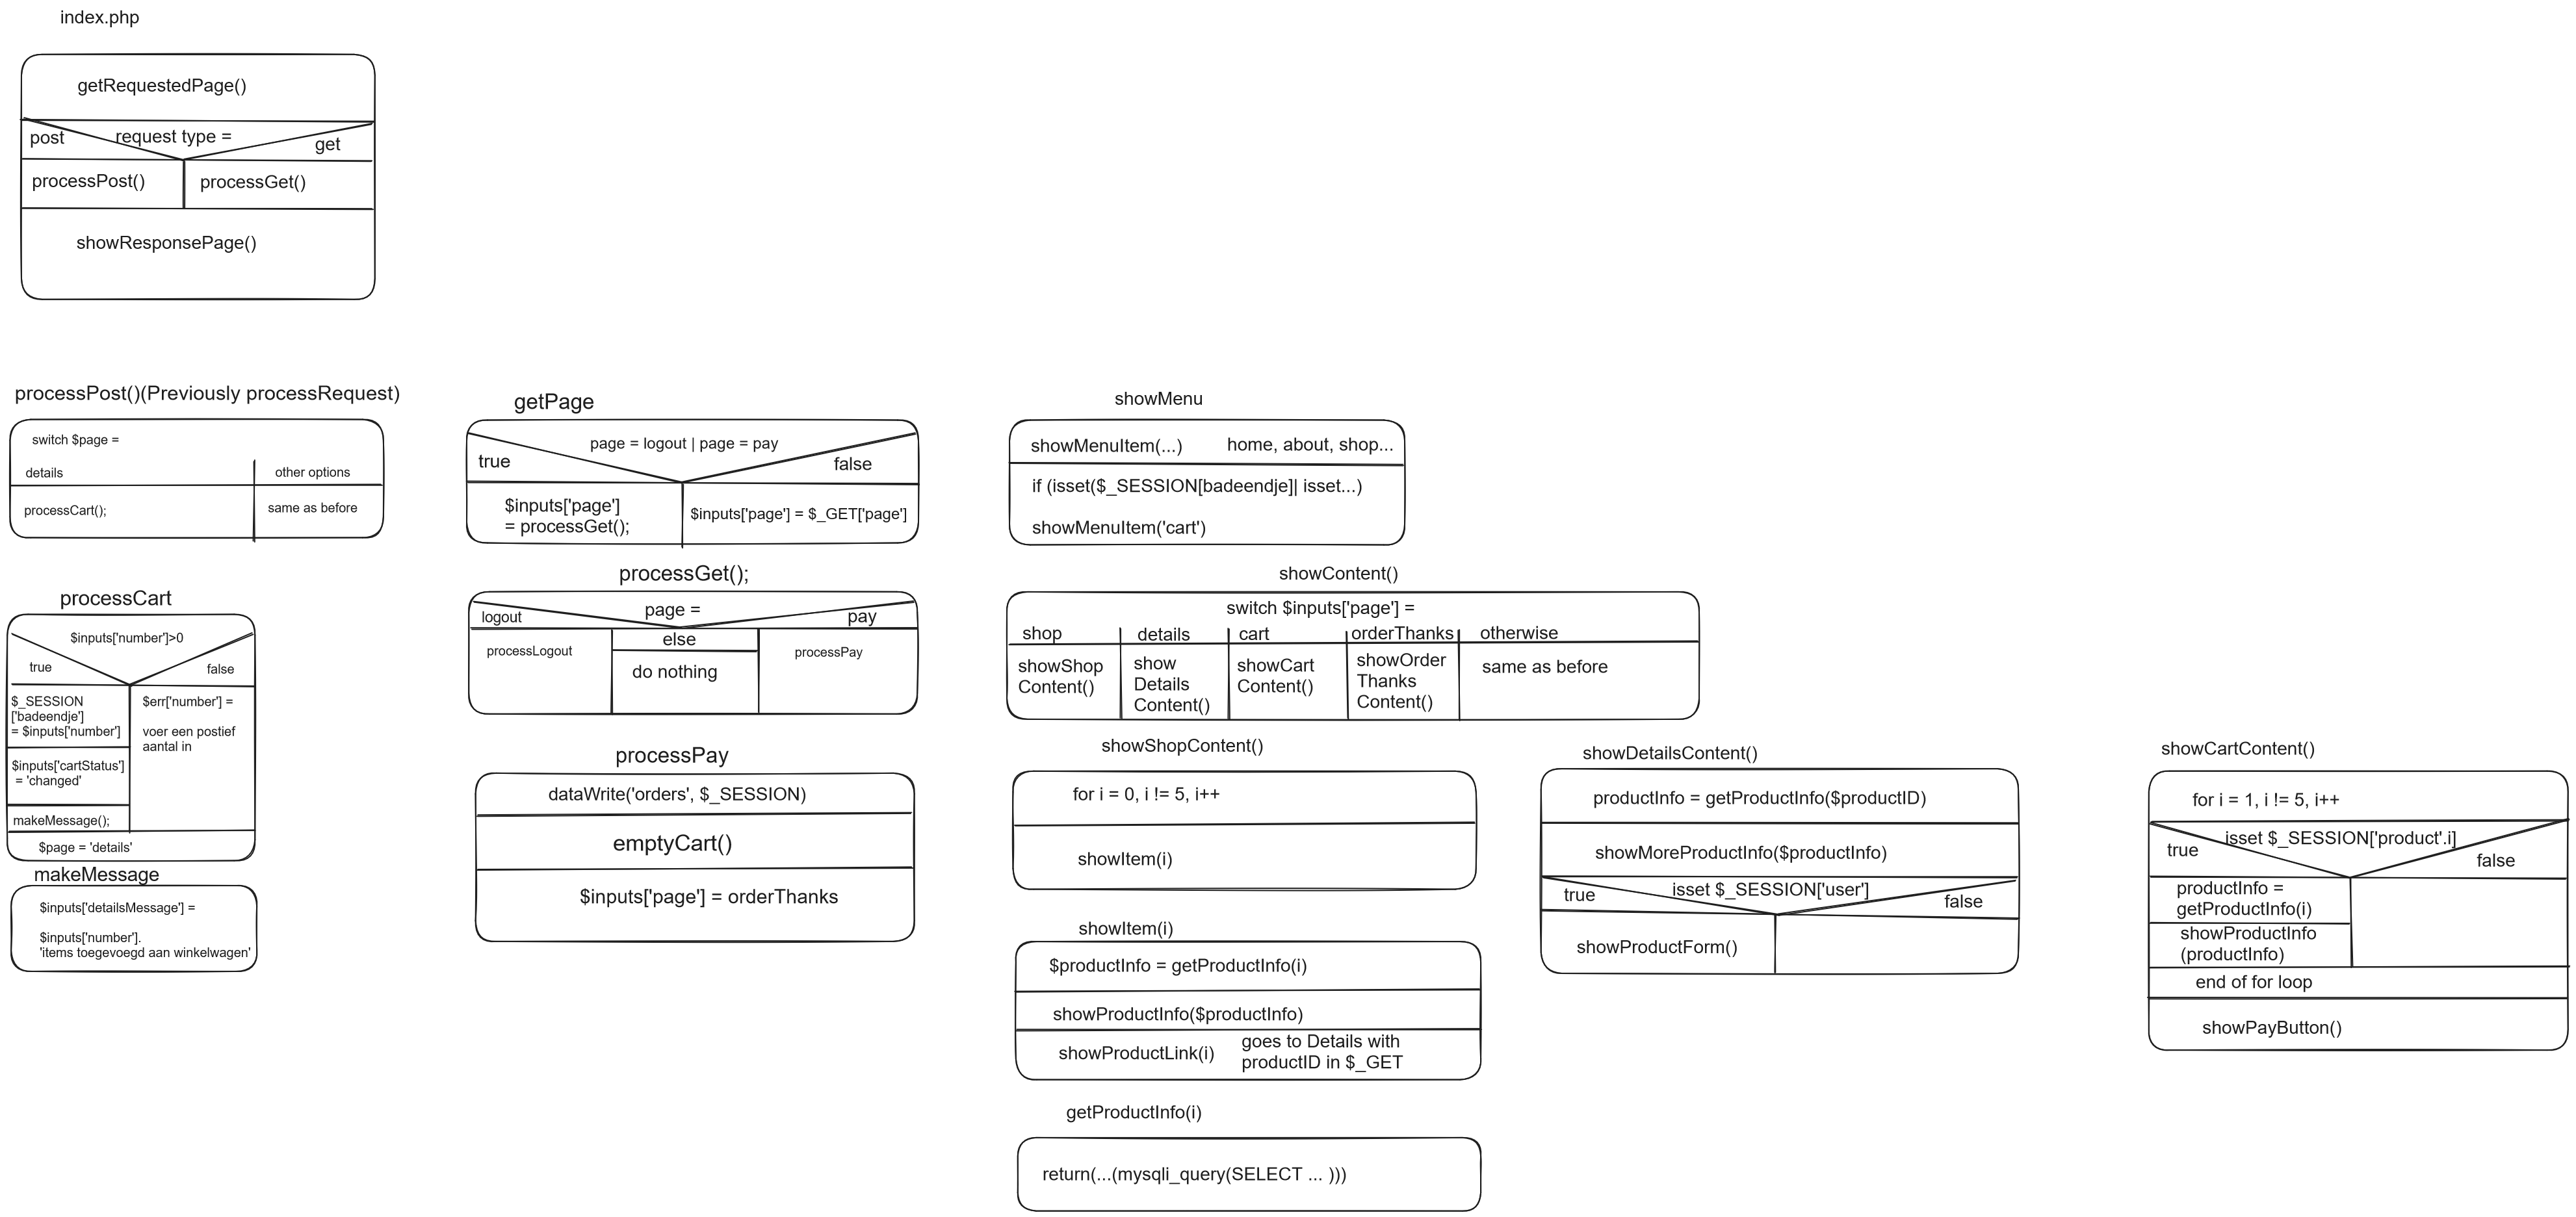 index.php
getRequestedPage()
post
request type =
get
processPost()
processGet()
showResponsePage()
processPost()(Previously processRequest)
switch $page =
details
other options
processCart();
same as before
processCart
$inputs['number']>0
true
false
$_SESSION
['badeendje']
= $inputs['number']
$err['number'] =
voer een postief
aantal in
$inputs['cartStatus']
= 'changed'
makeMessage();
$page = 'details'
makeMessage
$inputs['detailsMessage'] =
$inputs['number'].
'items toegevoegd aan winkelwagen'
getPage
page = logout | page = pay
true
false
$inputs['page']
= processGet();
$inputs['page'] = $_GET['page']
processGet();
page =
logout
pay
else
processLogout
do nothing
processPay
processPay
dataWrite('orders', $_SESSION)
emptyCart()
$inputs['page'] = orderThanks
showMenu
showMenuItem(...)
home, about, shop...
if (isset($_SESSION[badeendje]| isset...)
showMenuItem('cart')
showContent()
switch $inputs['page'] =
shop
details
cart
orderThanks
otherwise
showShop
Content()
show
Details
Content()
showCart
Content()
showOrder
Thanks
Content()
same as before
showShopContent()
for i = 0, i != 5, i++
showItem(i)
showItem(i)
$productInfo = getProductInfo(i)
showProductInfo($productInfo)
showProductLink(i)
goes to Details with
productID in $_GET
getProductInfo(i)
return(...(mysqli_query(SELECT ... )))
showDetailsContent()
productInfo = getProductInfo($productID)
showMoreProductInfo($productInfo)
isset $_SESSION['user']
true
false
showProductForm()
showCartContent()
for i = 1, i != 5, i++
isset $_SESSION['product'.i]
true
false
productInfo =
getProductInfo(i)
showProductInfo
(productInfo)
end of for loop
showPayButton()